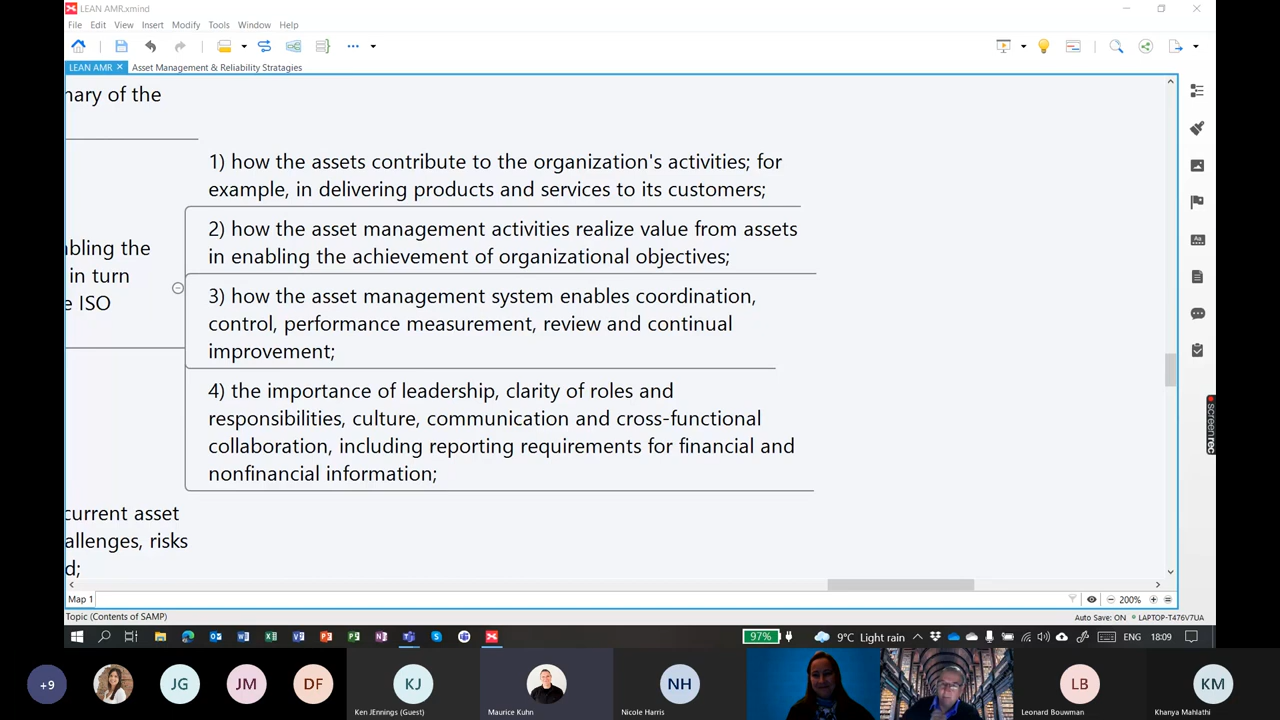 LEAN AMR.xmind
File Edit View Insert Modify Tools Window Help
LEAN AMR Asset Management & Reliability Stratagies
nary of the
1) how the assets contribute to the organization's activities; for
example, in delivering products and services to its customers;
2) how the asset management activities realize value from assets
in enabling the achievement of organizational objectives;
abling the
in turn
e ISO
3) how the asset management system enables coordination,
control, performance measurement, review and continual
improvement;
4) the importance of leadership, clarity of roles and
responsibilities, culture, communication and cross-functional
collaboration, including reporting requirements for financial and
nonfinancial information;
current asset
allenges, risks
d;
screenrec
Map 1 200%
Topic (Contents of SAMP) Auto Save: ON LAPTOP-T476V7UA
97% 9°C Light rain ENG 18:09
+9 JG JM DF KJ NH LB KM
Ken JEnnings (Guest) Maurice Kuhn Nicole Harris Leonard Bouwman Khanya Mahlathi